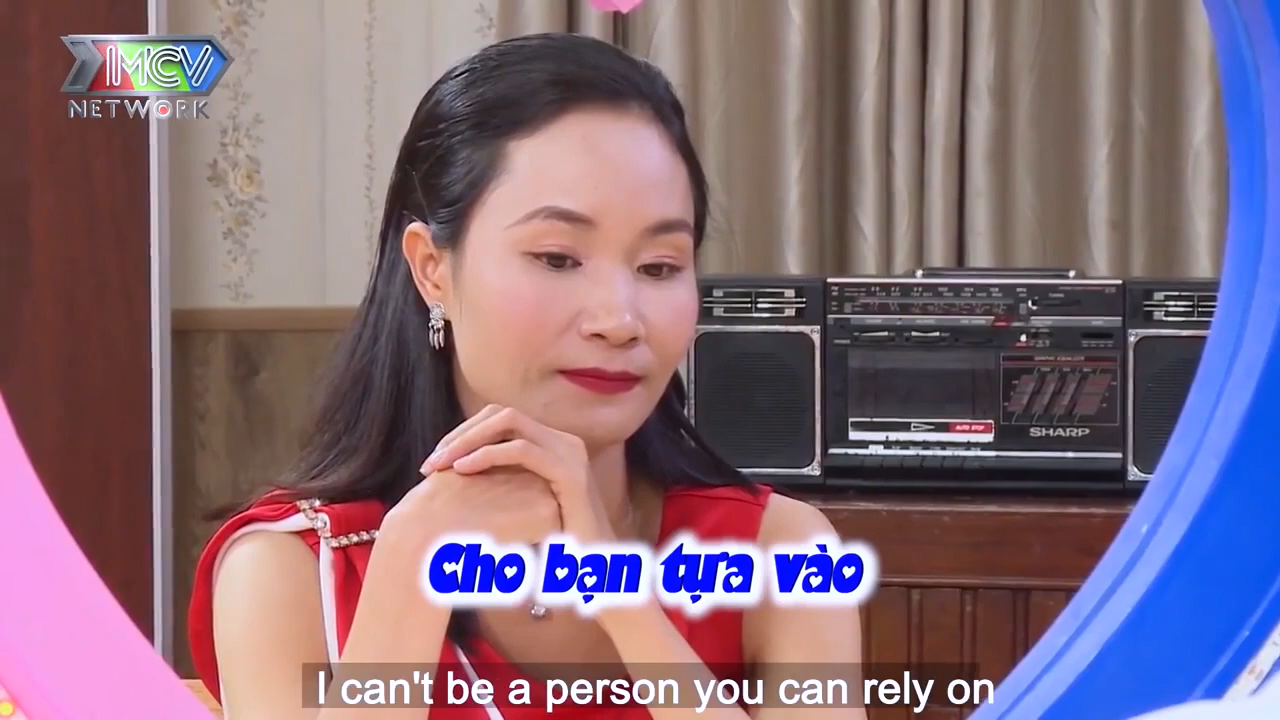 MCV
NETWORK
AUTO STOP
SHARP
Cho bạn tựa vào
I can't be a person you can rely on